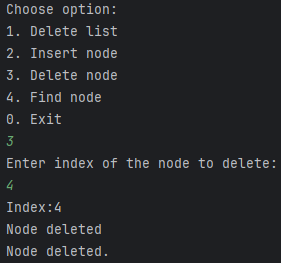 Choose option:
1. Delete list
2. Insert node
3. Delete node
4. Find node
0. Exit
3
Enter index of the node to delete:
4
Index:4
Node deleted
Node deleted.